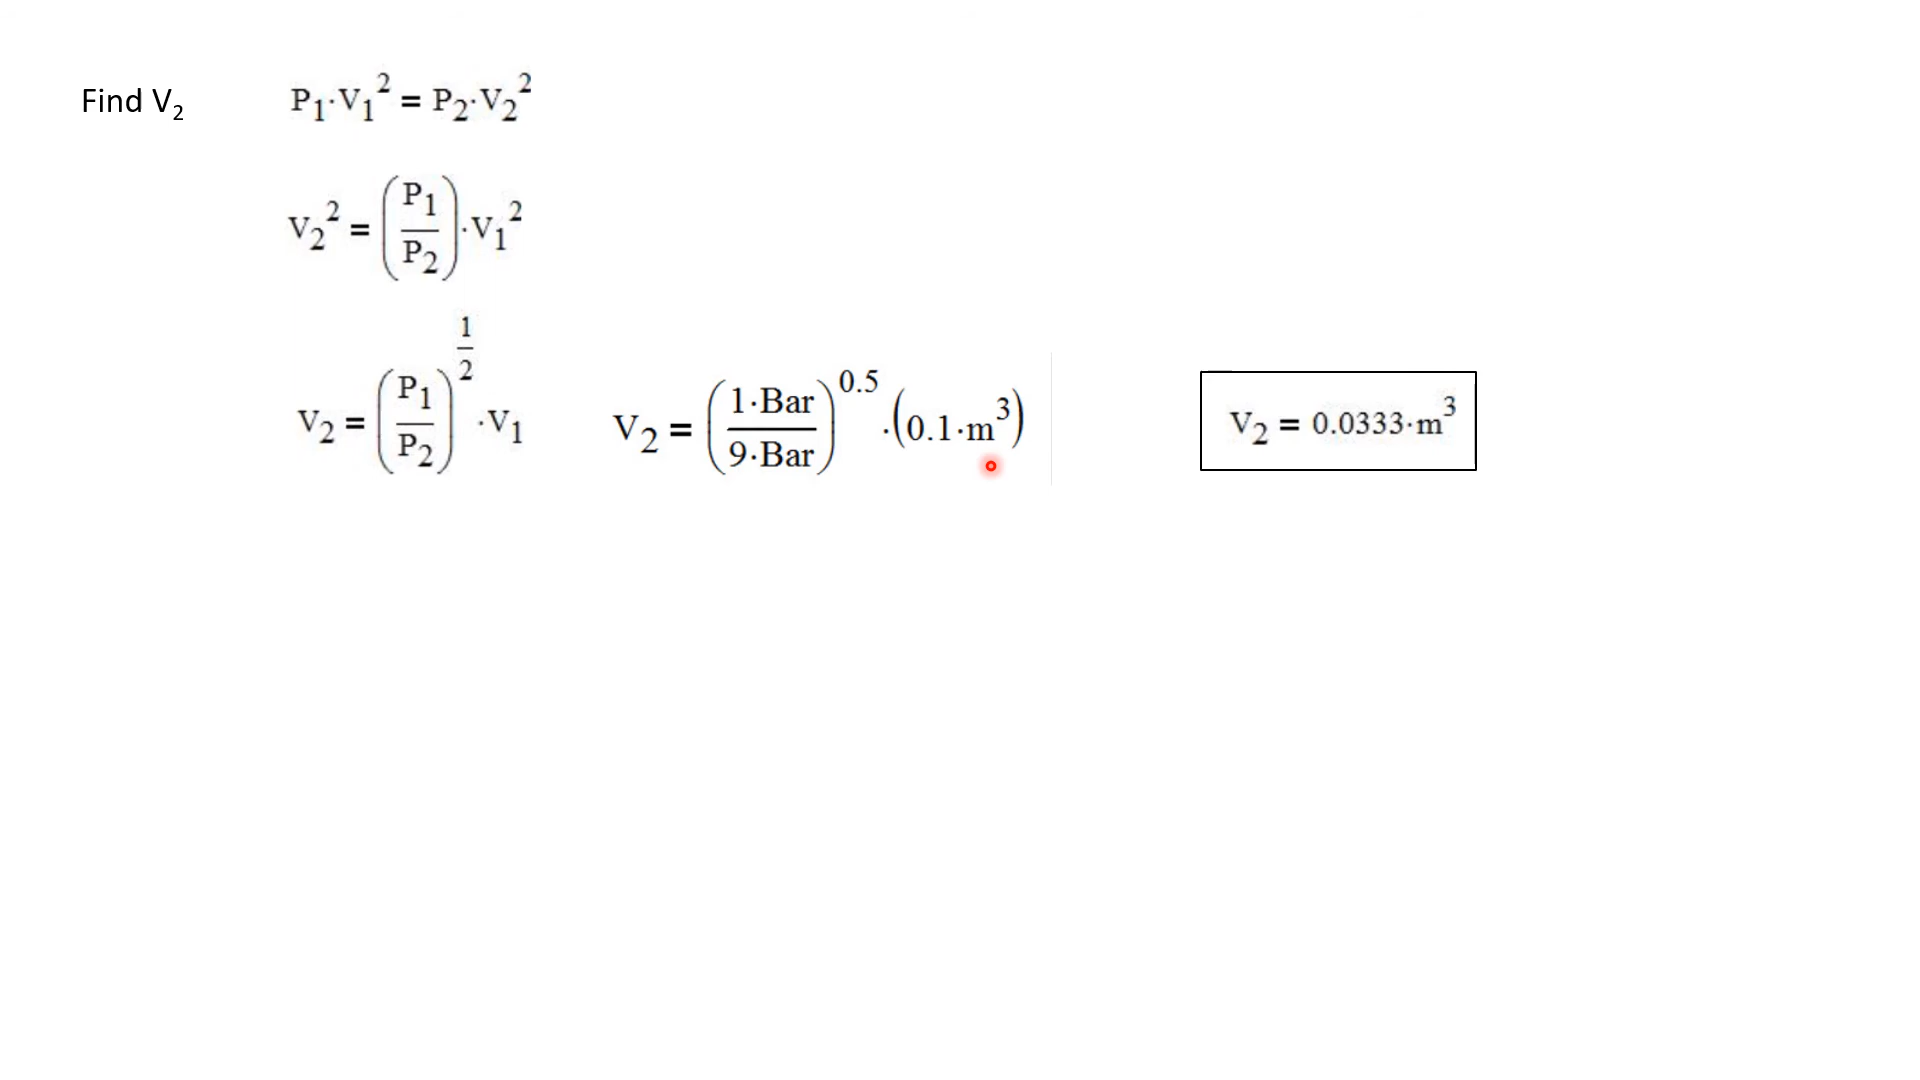 Find V₂ P₁·V₁² = P₂·V₂²
V₂² = (P₁/P₂)·V₁²
V₂ = (P₁/P₂)^(1/2)·V₁ V₂ = (1·Bar/9·Bar)^0.5·(0.1·m³) V₂ = 0.0333·m³